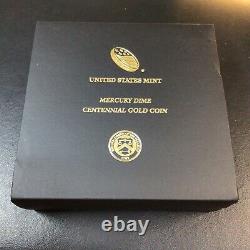 UNITED STATES MINT
MERCURY DIME
CENTENNIAL GOLD COIN